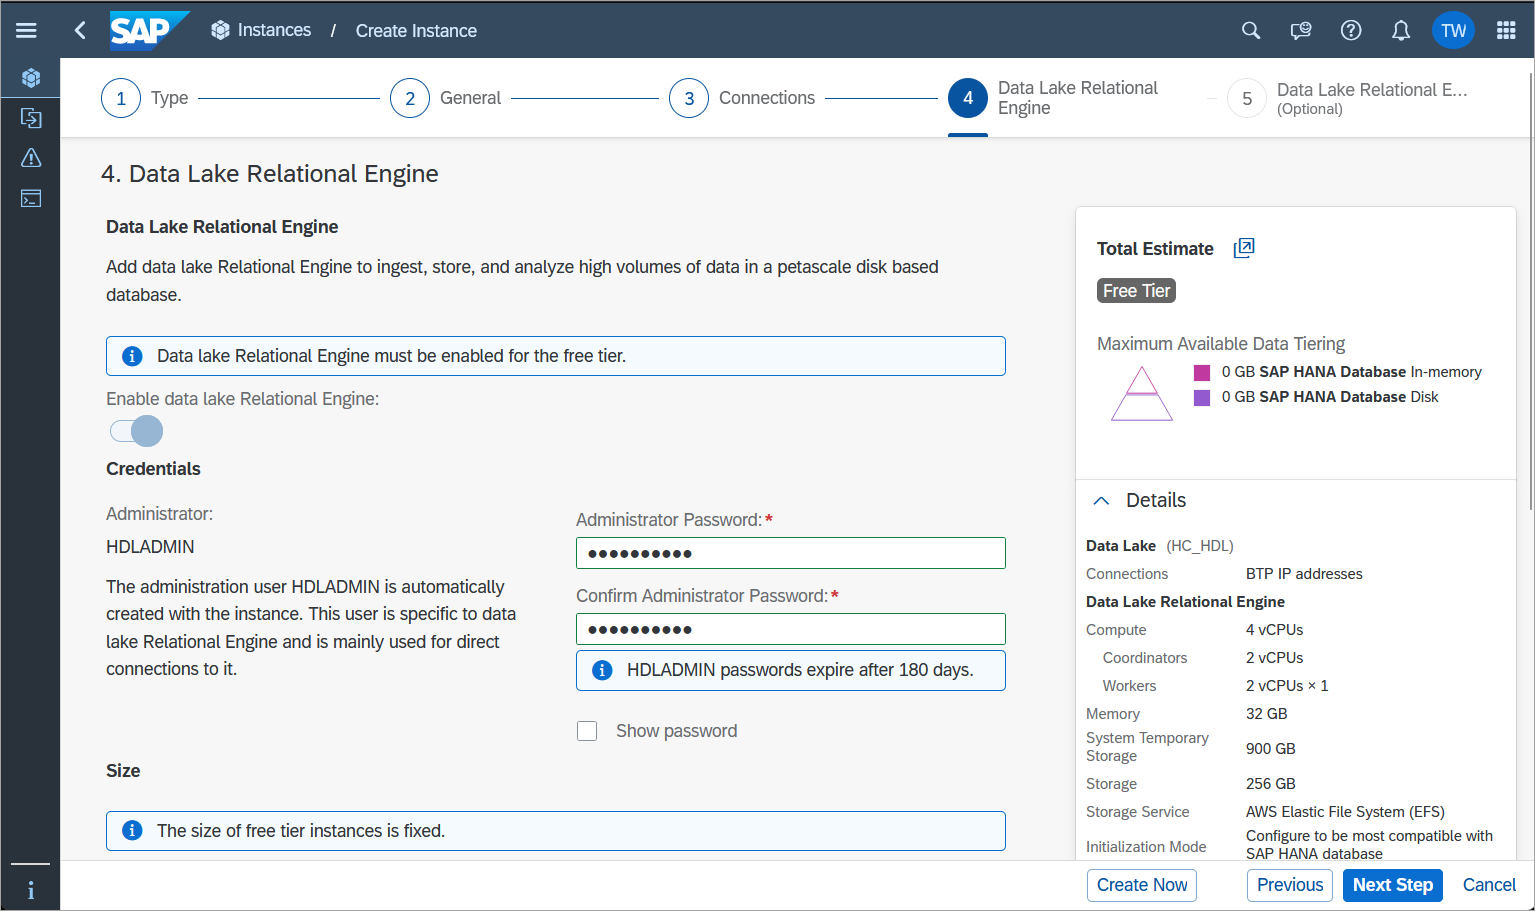 SAP Instances / Create Instance TW
1 Type 2 General 3 Connections 4 Data Lake Relational Engine 5 Data Lake Relational E... (Optional)
4. Data Lake Relational Engine
Data Lake Relational Engine
Add data lake Relational Engine to ingest, store, and analyze high volumes of data in a petascale disk based
database.
Data lake Relational Engine must be enabled for the free tier.
Enable data lake Relational Engine:
Credentials
Administrator:
HDLADMIN
The administration user HDLADMIN is automatically
created with the instance. This user is specific to data
lake Relational Engine and is mainly used for direct
connections to it.
Administrator Password:*
●●●●●●●●●●
Confirm Administrator Password:*
●●●●●●●●●●
HDLADMIN passwords expire after 180 days.
Show password
Size
The size of free tier instances is fixed.
Total Estimate
Free Tier
Maximum Available Data Tiering
0 GB SAP HANA Database In-memory
0 GB SAP HANA Database Disk
Details
Data Lake (HC_HDL)
Connections BTP IP addresses
Data Lake Relational Engine
Compute 4 vCPUs
Coordinators 2 vCPUs
Workers 2 vCPUs × 1
Memory 32 GB
System Temporary Storage 900 GB
Storage 256 GB
Storage Service AWS Elastic File System (EFS)
Initialization Mode Configure to be most compatible with SAP HANA database
Create Now Previous Next Step Cancel